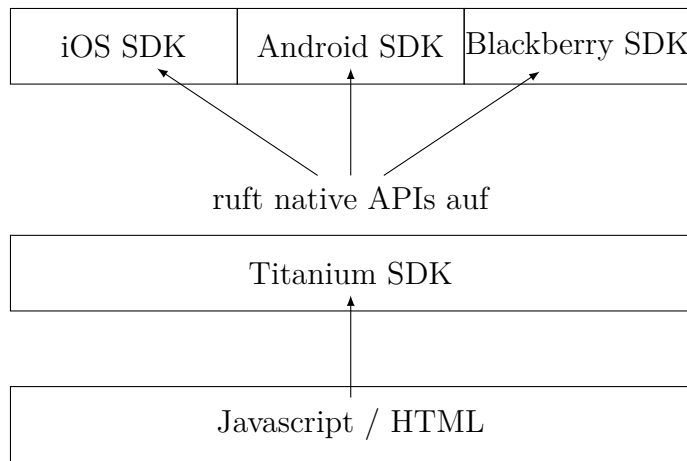 iOS SDK
Android SDK
Blackberry SDK
ruft native APIs auf
Titanium SDK
Javascript / HTML